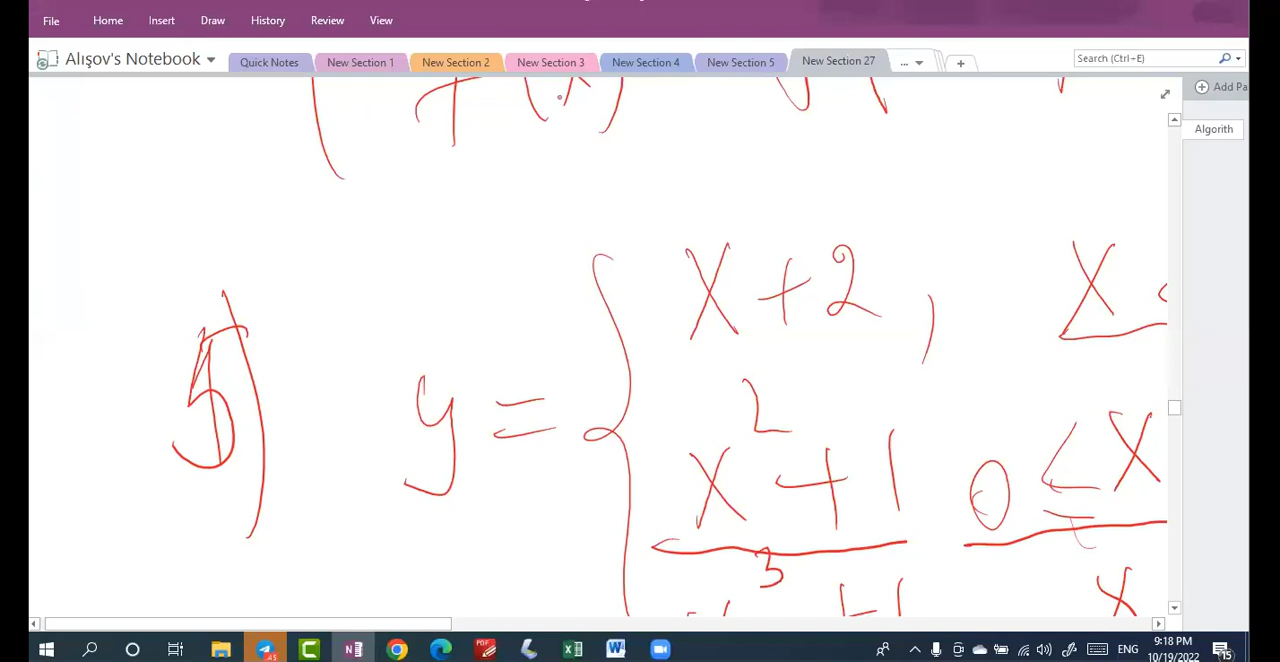 File Home Insert Draw History Review View
Alışov's Notebook Quick Notes New Section 1 New Section 2 New Section 3 New Section 4 New Section 5 New Section 27 ... + Search (Ctrl+E)
Add Pa
Algorith
x + 2 , x
5) y = { x² + 1 0 ≤ x
3
x
45
9:18 PM
ENG
10/19/2022
15